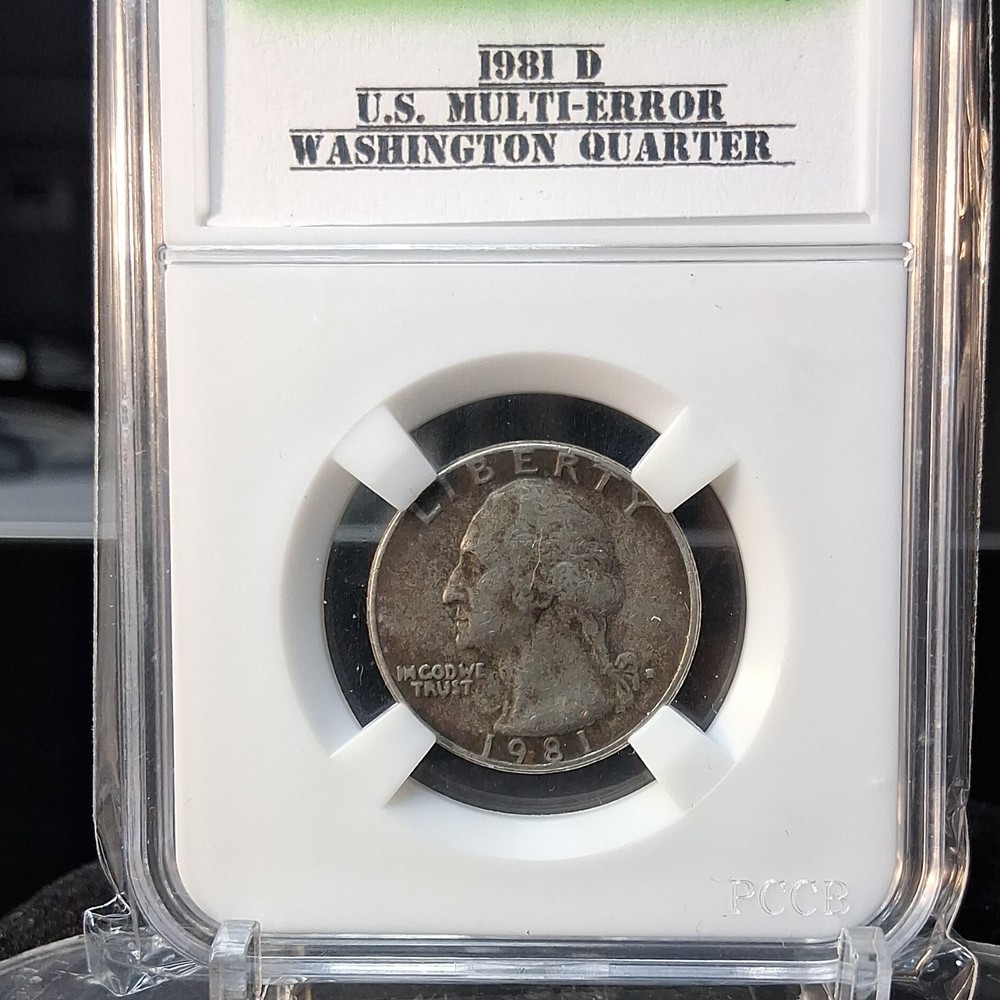 1981 D
U.S. MULTI-ERROR
WASHINGTON QUARTER
LIBERTY
IN GOD WE
TRUST
1981
PCCB